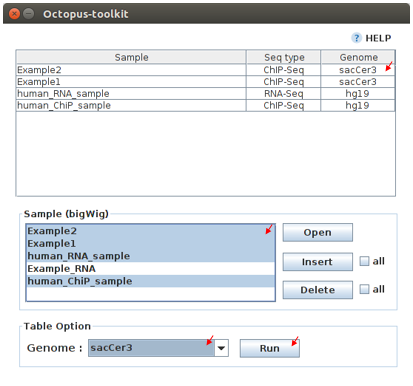 Octopus-toolkit
? HELP
Sample Seq type Genome
Example2 ChIP-Seq sacCer3
Example1 ChIP-Seq sacCer3
human_RNA_sample RNA-Seq hg19
human_ChiP_sample ChIP-Seq hg19
Sample (bigWig)
Example2
Example1
human_RNA_sample
Example_RNA
human_ChiP_sample
Open
Insert all
Delete all
Table Option
Genome : sacCer3 Run